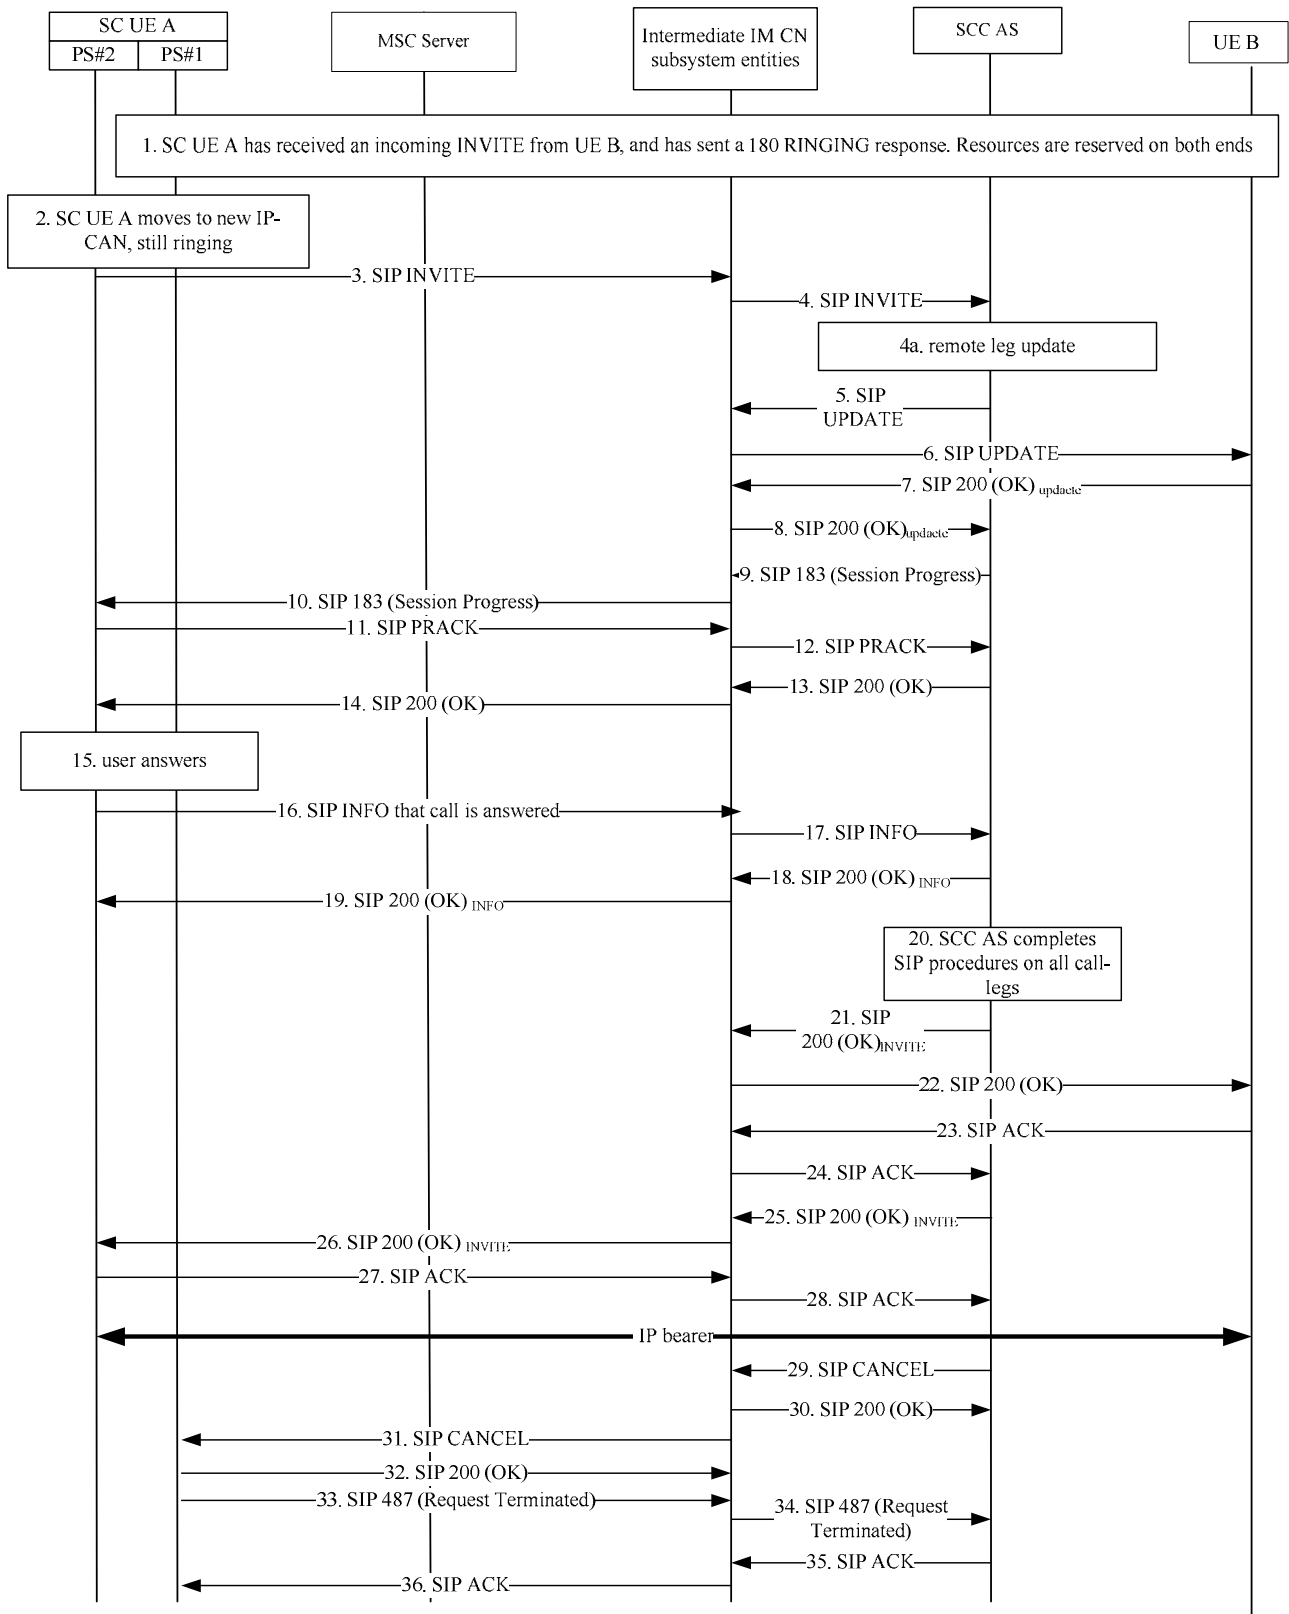 SC UE A
PS#2
PS#1
MSC Server
Intermediate IM CN
subsystem entities
SCC AS
UE B
1. SC UE A has received an incoming INVITE from UE B, and has sent a 180 RINGING response. Resources are reserved on both ends
2. SC UE A moves to new IP-
CAN, still ringing
3. SIP INVITE
4. SIP INVITE
4a. remote leg update
5. SIP
UPDATE
6. SIP UPDATE
7. SIP 200 (OK) updaete
8. SIP 200 (OK)updaete
9. SIP 183 (Session Progress)
10. SIP 183 (Session Progress)
11. SIP PRACK
12. SIP PRACK
13. SIP 200 (OK)
14. SIP 200 (OK)
15. user answers
16. SIP INFO that call is answered
17. SIP INFO
18. SIP 200 (OK) INFO
19. SIP 200 (OK) INFO
20. SCC AS completes
SIP procedures on all call-
legs
21. SIP
200 (OK)INVITE
22. SIP 200 (OK)
23. SIP ACK
24. SIP ACK
25. SIP 200 (OK) INVITE
26. SIP 200 (OK) INVITE
27. SIP ACK
28. SIP ACK
IP bearer
29. SIP CANCEL
30. SIP 200 (OK)
31. SIP CANCEL
32. SIP 200 (OK)
33. SIP 487 (Request Terminated)
34. SIP 487 (Request
Terminated)
35. SIP ACK
36. SIP ACK